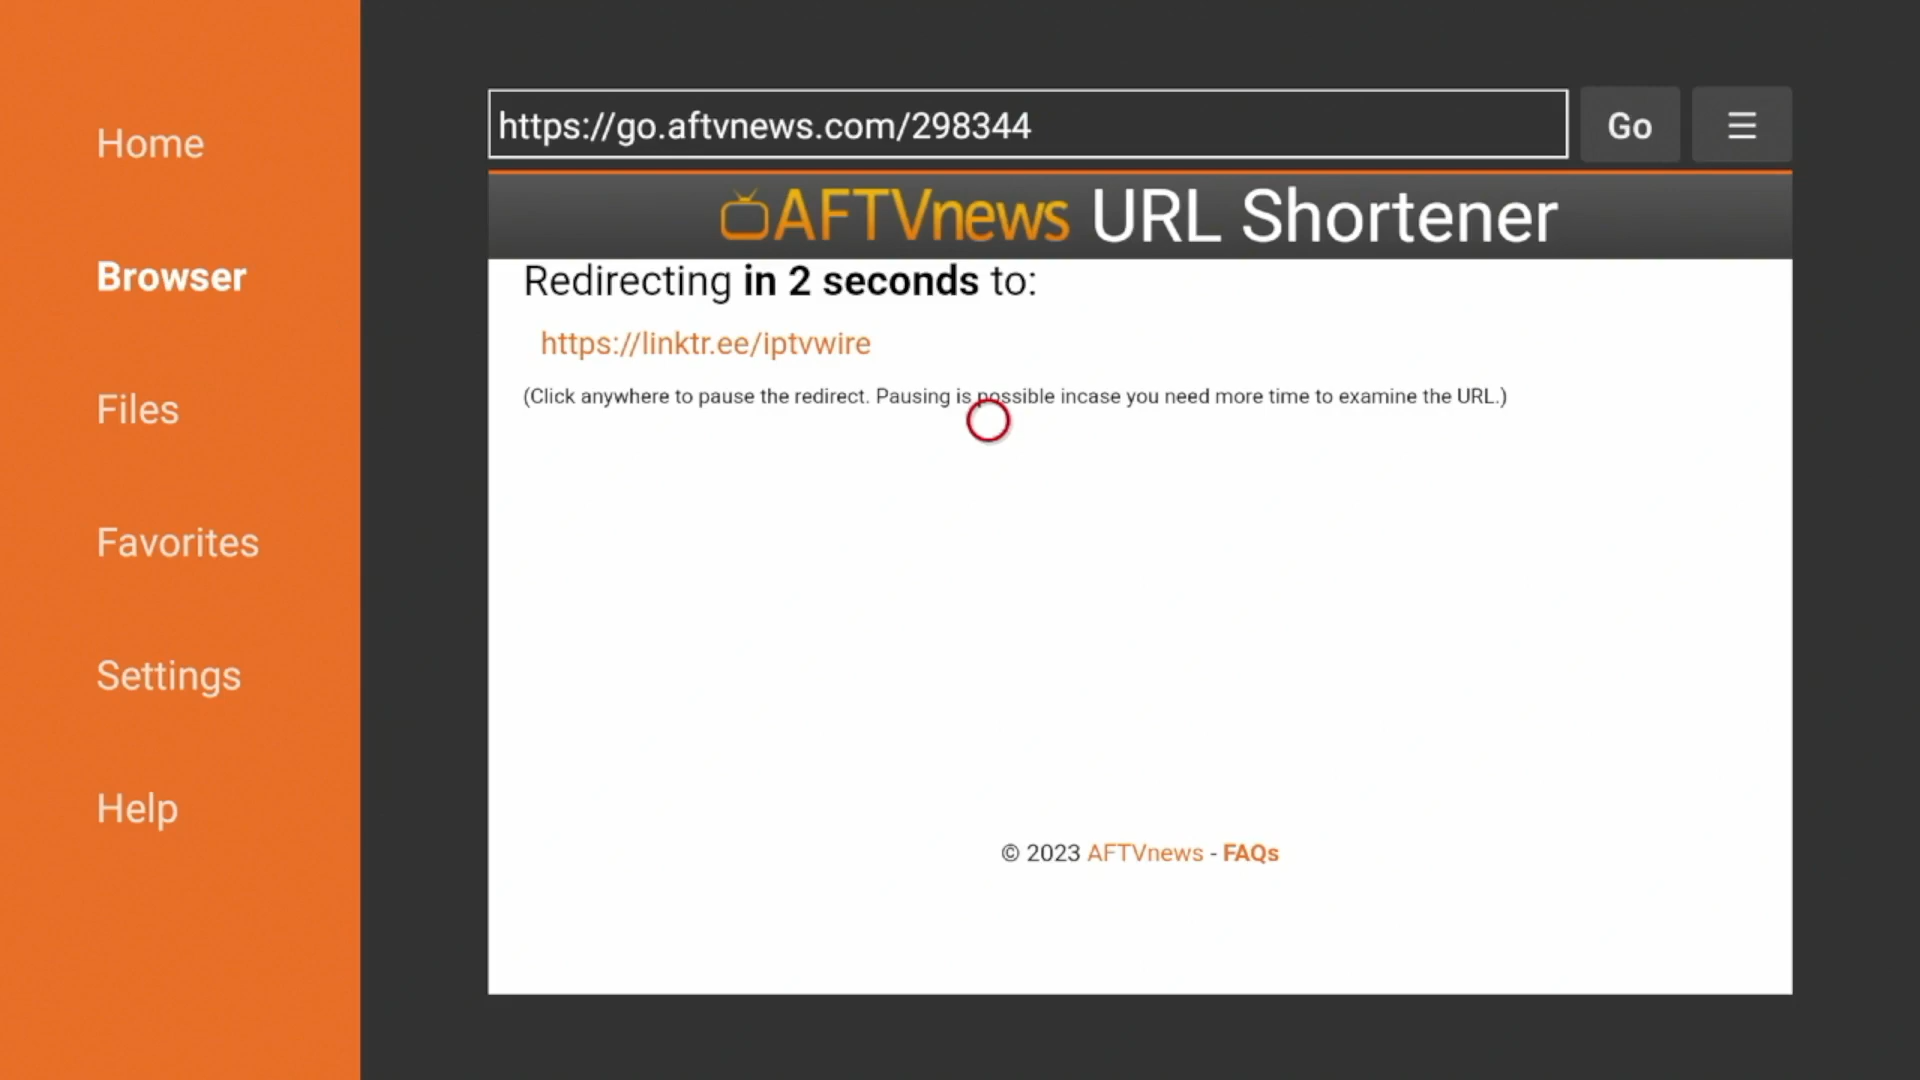 Home
Browser
Files
Favorites
Settings
Help
https://go.aftvnews.com/298344
Go
☰
AFTVnews URL Shortener
Redirecting in 2 seconds to:
https://linktr.ee/iptvwire
(Click anywhere to pause the redirect. Pausing is possible incase you need more time to examine the URL.)
© 2023 AFTVnews - FAQs